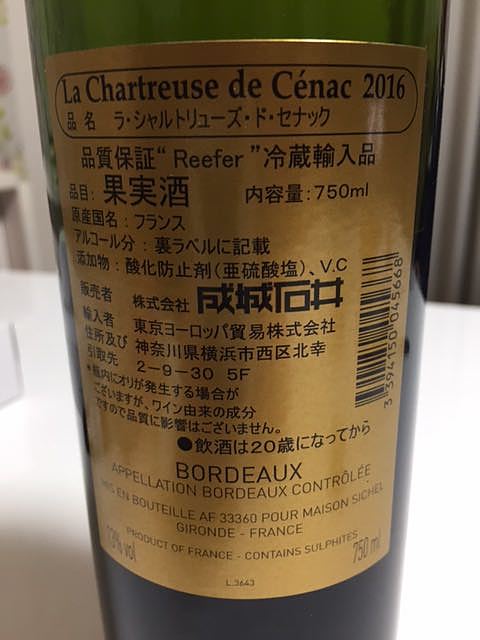 La Chartreuse de Cénac 2016
品名 ラ・シャルトリューズ・ド・セナック
品質保証“Reefer”冷蔵輸入品
品目：果実酒 内容量：750ml
原産国名：フランス
アルコール分：裏ラベルに記載
添加物：酸化防止剤(亜硫酸塩)、V.C
販売者 株式会社 成城石井
輸入者 東京ヨーロッパ貿易株式会社
住所及び 神奈川県横浜市西区北幸
引取先 2-9-30 5F
*瓶内にオリが発生する場合が
ございますが、ワイン由来の成分
ですので品質に影響はございません。
●飲酒は20歳になってから
3 394150 045668
BORDEAUX
APPELLATION BORDEAUX CONTRÔLÉE
MIS EN BOUTEILLE AF 33360 POUR MAISON SICHEL
GIRONDE - FRANCE
PRODUCT OF FRANCE - CONTAINS SULPHITES
13% vol
750 ml
L.3643